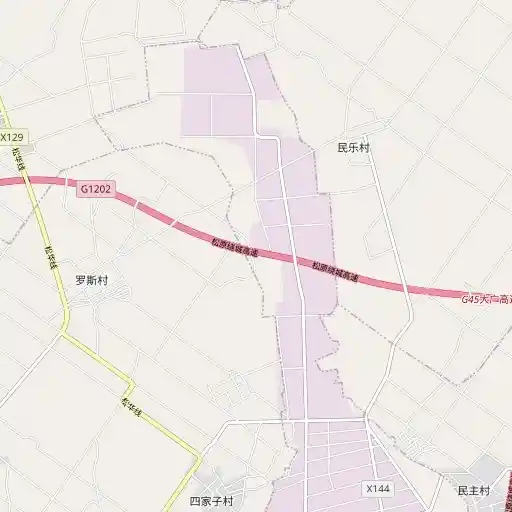 X129
松华线
民乐村
G1202
松原绕城高速
松原绕城高速
松华线
罗斯村
G45大广高速
松华线
X144
民主村
四家子村